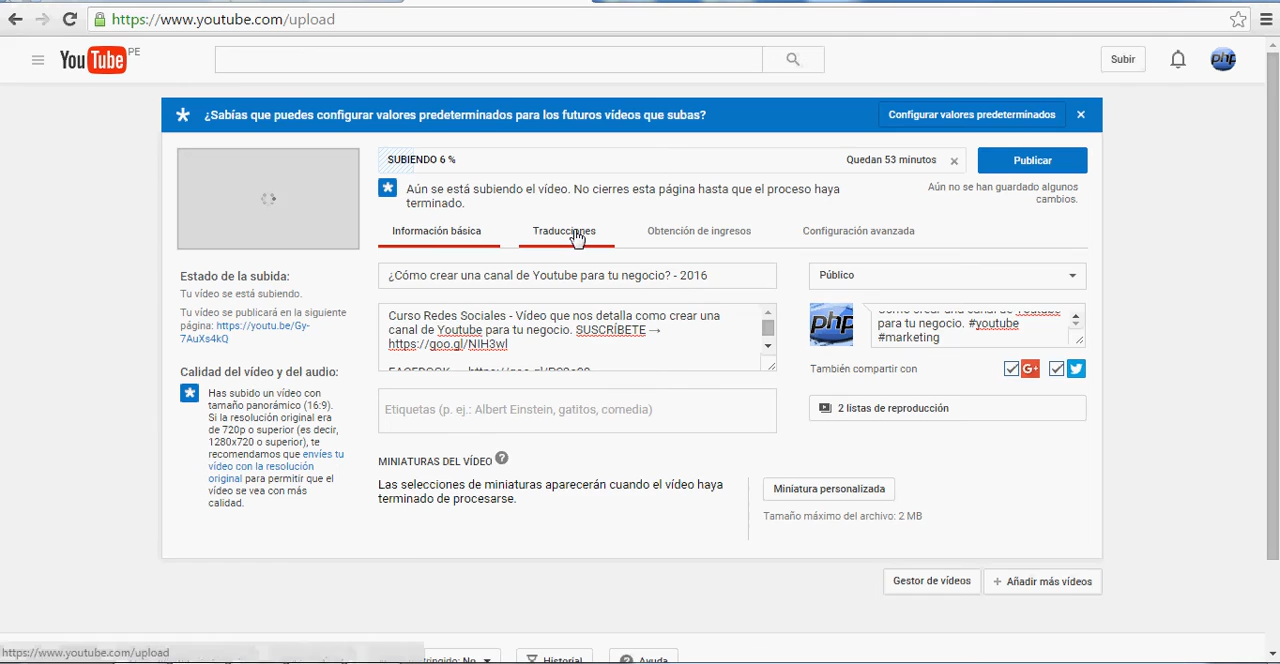 https://www.youtube.com/upload
YouTube PE
Subir
php
¿Sabías que puedes configurar valores predeterminados para los futuros vídeos que subas?
Configurar valores predeterminados
SUBIENDO 6 %
Quedan 53 minutos
Publicar
Aún se está subiendo el vídeo. No cierres esta página hasta que el proceso haya
terminado.
Aún no se han guardado algunos
cambios.
Información básica
Traducciones
Obtención de ingresos
Configuración avanzada
Estado de la subida:
Tu vídeo se está subiendo.
Tu vídeo se publicará en la siguiente
página: https://youtu.be/Gy-
7AuXs4kQ
Calidad del vídeo y del audio:
Has subido un vídeo con
tamaño panorámico (16:9).
Si la resolución original era
de 720p o superior (es decir,
1280x720 o superior), te
recomendamos que envíes tu
vídeo con la resolución
original para permitir que el
vídeo se vea con más
calidad.
¿Cómo crear una canal de Youtube para tu negocio? - 2016
Curso Redes Sociales - Vídeo que nos detalla como crear una
canal de Youtube para tu negocio. SUSCRÍBETE →
https://goo.gl/NIH3wl
Etiquetas (p. ej.: Albert Einstein, gatitos, comedia)
MINIATURAS DEL VÍDEO ?
Las selecciones de miniaturas aparecerán cuando el vídeo haya
terminado de procesarse.
Público
php
para tu negocio. #youtube
#marketing
También compartir con
G+
2 listas de reproducción
Miniatura personalizada
Tamaño máximo del archivo: 2 MB
Gestor de vídeos
+ Añadir más vídeos
https://www.youtube.com/upload
No
Historial
Ayuda